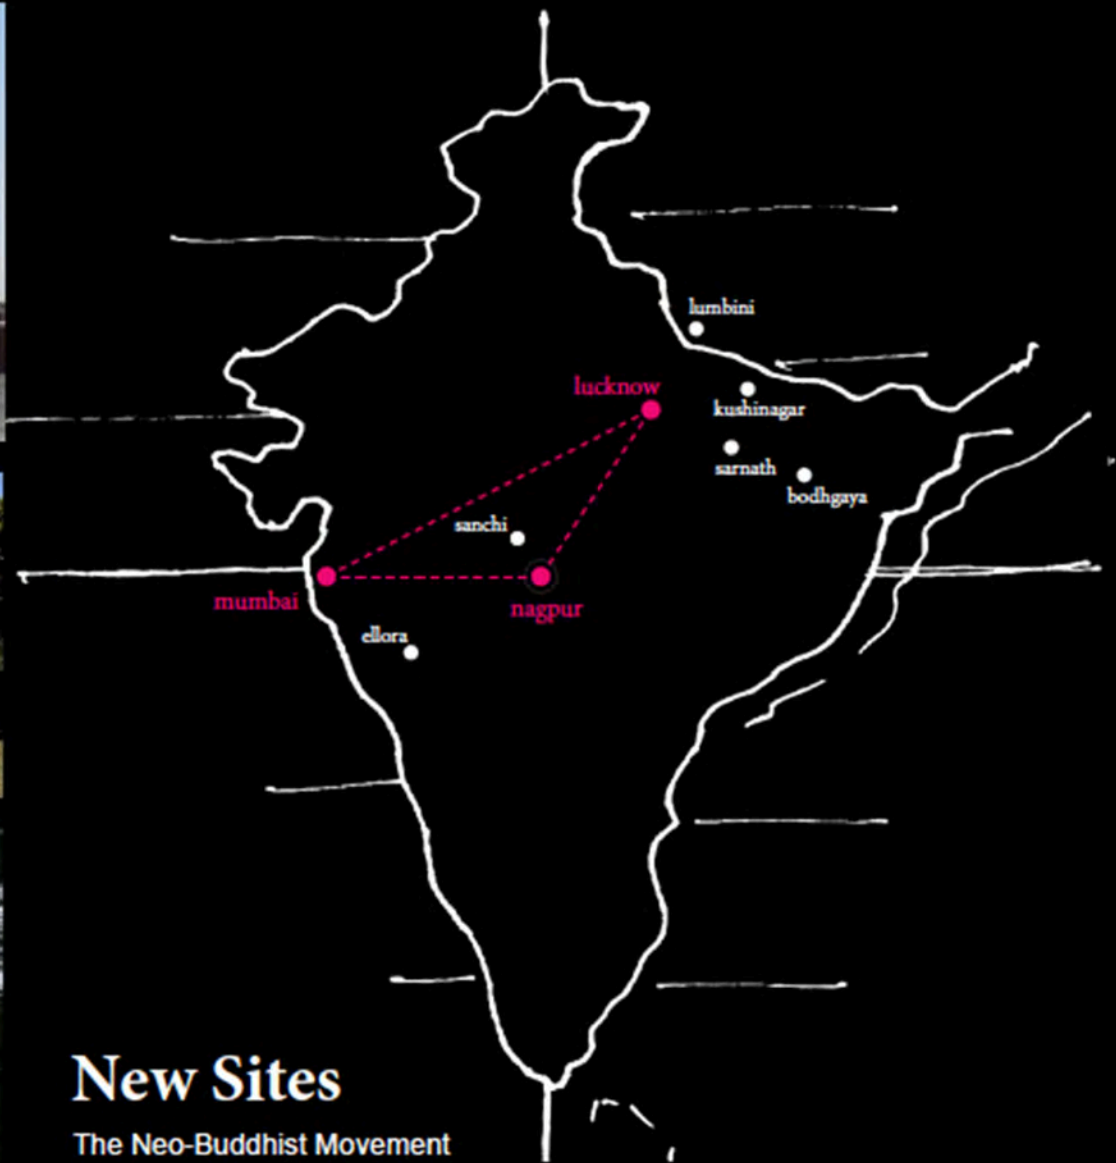 lumbini
lucknow
kushinagar
sarnath
bodhgaya
sanchi
mumbai
nagpur
ellora
New Sites
The Neo-Buddhist Movement